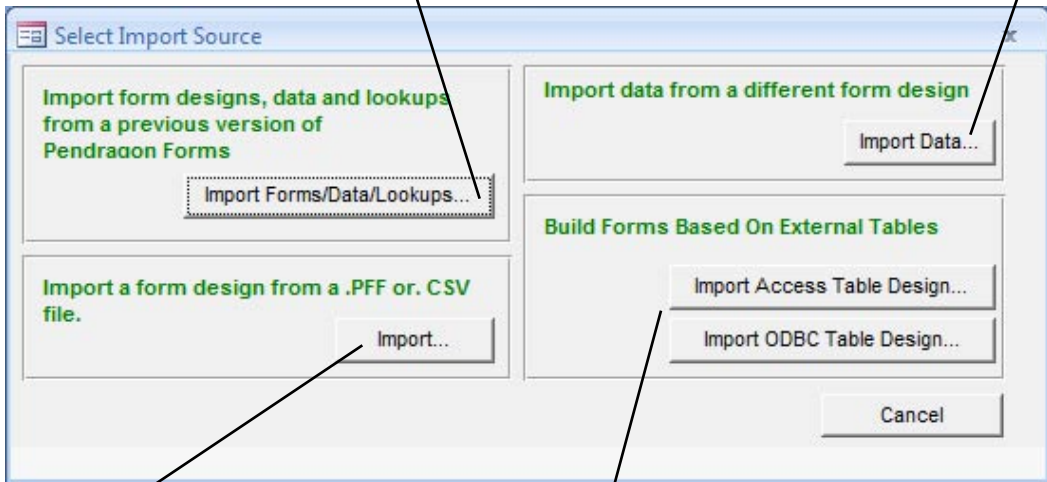 Select Import Source
x
Import form designs, data and lookups
from a previous version of
Pendragon Forms
Import Forms/Data/Lookups...
Import a form design from a .PFF or. CSV
file.
Import...
Import data from a different form design
Import Data...
Build Forms Based On External Tables
Import Access Table Design...
Import ODBC Table Design...
Cancel